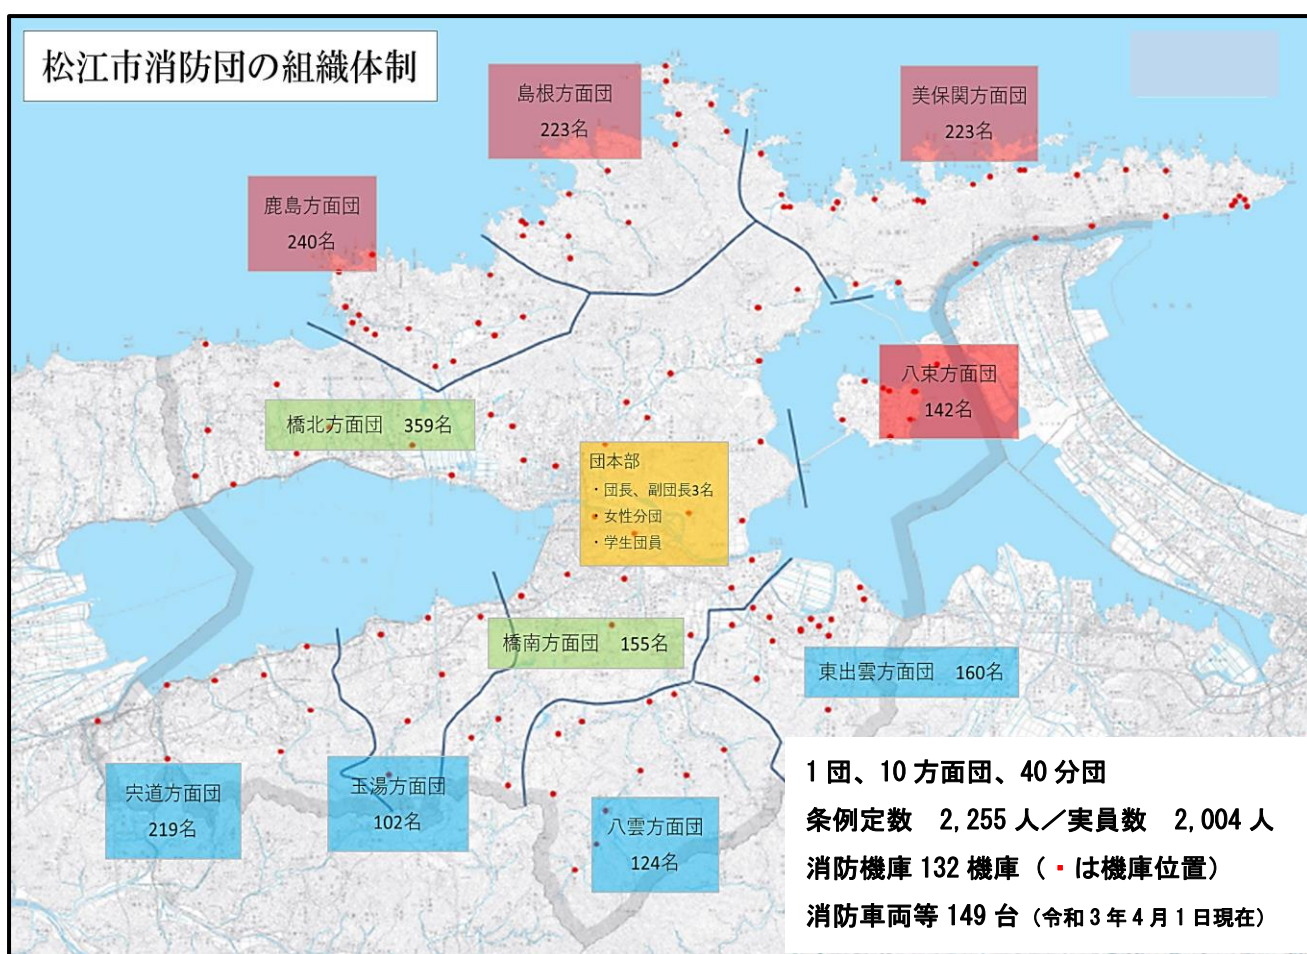 松江市消防団の組織体制
島根方面団
223名
美保関方面団
223名
鹿島方面団
240名
八束方面団
142名
橋北方面団　359名
団本部
・団長、副団長3名
・女性分団
・学生団員
橋南方面団　155名
東出雲方面団　160名
宍道方面団
219名
玉湯方面団
102名
八雲方面団
124名
1団、10方面団、40分団
条例定数　2,255人／実員数　2,004人
消防機庫132機庫（・は機庫位置）
消防車両等149台（令和3年4月1日現在）